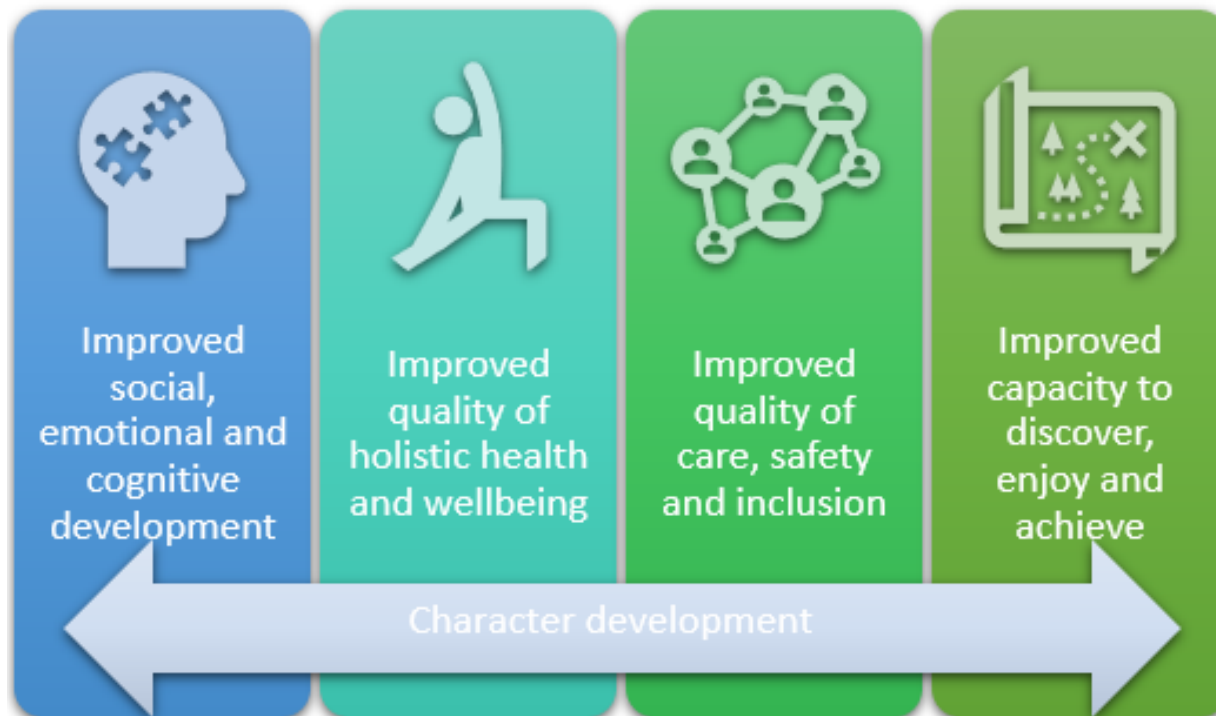 Improved
social,
emotional and
cognitive
development
Improved
quality of
holistic health
and wellbeing
Improved
quality of
care, safety
and inclusion
Improved
capacity to
discover,
enjoy and
achieve
Character development